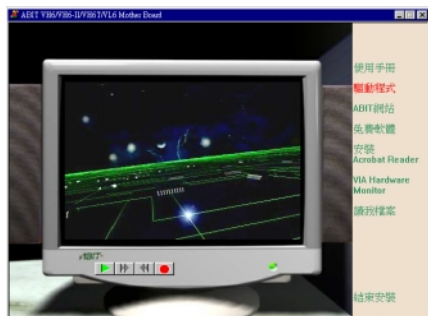 ABIT VH6/VH6-II/VH6T/VL6 Mother Board
使用手冊
驅動程式
ABIT網站
免費軟體
安裝
Acrobat Reader
VIA Hardware
Monitor
讀我檔案
ABIT
結束安裝